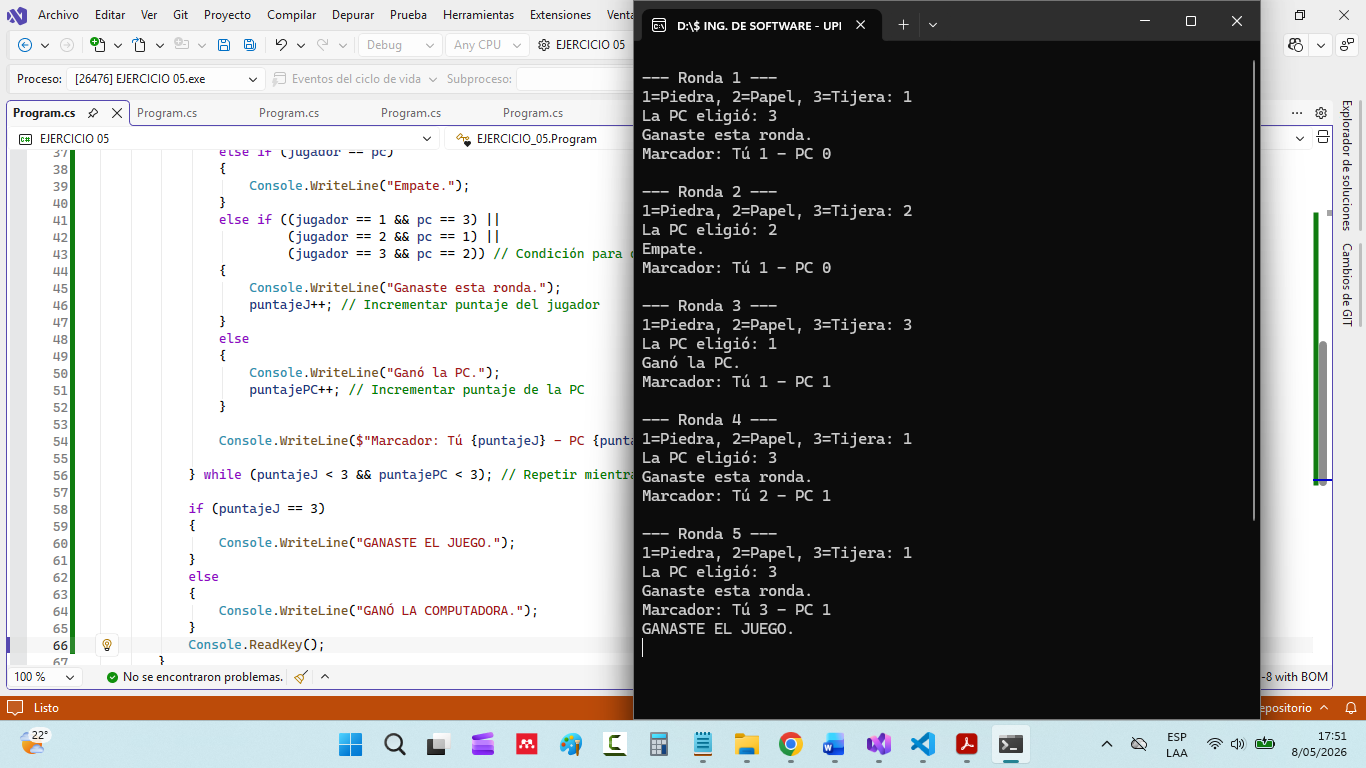 Archivo Editar Ver Git Proyecto Compilar Depurar Prueba Herramientas Extensiones
D:\$ ING. DE SOFTWARE - UPI
Debug Any CPU EJERCICIO 05
Proceso: [26476] EJERCICIO 05.exe Eventos del ciclo de vida Subproceso:
Program.cs Program.cs Program.cs Program.cs Program.cs
EJERCICIO 05 EJERCICIO_05.Program
37 else if (jugador == pc)
38 {
39 Console.WriteLine("Empate.");
40 }
41 else if ((jugador == 1 && pc == 3) ||
42 (jugador == 2 && pc == 1) ||
43 (jugador == 3 && pc == 2)) // Condición para
44 {
45 Console.WriteLine("Ganaste esta ronda.");
46 puntajeJ++; // Incrementar puntaje del jugador
47 }
48 else
49 {
50 Console.WriteLine("Ganó la PC.");
51 puntajePC++; // Incrementar puntaje de la PC
52 }
53
54 Console.WriteLine($"Marcador: Tú {puntajeJ} - PC {punta
55
56 } while (puntajeJ < 3 && puntajePC < 3); // Repetir mientra
57
58 if (puntajeJ == 3)
59 {
60 Console.WriteLine("GANASTE EL JUEGO.");
61 }
62 else
63 {
64 Console.WriteLine("GANÓ LA COMPUTADORA.");
65 }
66 Console.ReadKey();
67 }
100 % No se encontraron problemas.
Listo
--- Ronda 1 ---
1=Piedra, 2=Papel, 3=Tijera: 1
La PC eligió: 3
Ganaste esta ronda.
Marcador: Tú 1 - PC 0
--- Ronda 2 ---
1=Piedra, 2=Papel, 3=Tijera: 2
La PC eligió: 2
Empate.
Marcador: Tú 1 - PC 0
--- Ronda 3 ---
1=Piedra, 2=Papel, 3=Tijera: 3
La PC eligió: 1
Ganó la PC.
Marcador: Tú 1 - PC 1
--- Ronda 4 ---
1=Piedra, 2=Papel, 3=Tijera: 1
La PC eligió: 3
Ganaste esta ronda.
Marcador: Tú 2 - PC 1
--- Ronda 5 ---
1=Piedra, 2=Papel, 3=Tijera: 1
La PC eligió: 3
Ganaste esta ronda.
Marcador: Tú 3 - PC 1
GANASTE EL JUEGO.
Explorador de soluciones
Cambios de GIT
-8 with BOM
epositorio
22°
ESP
LAA
17:51
8/05/2026